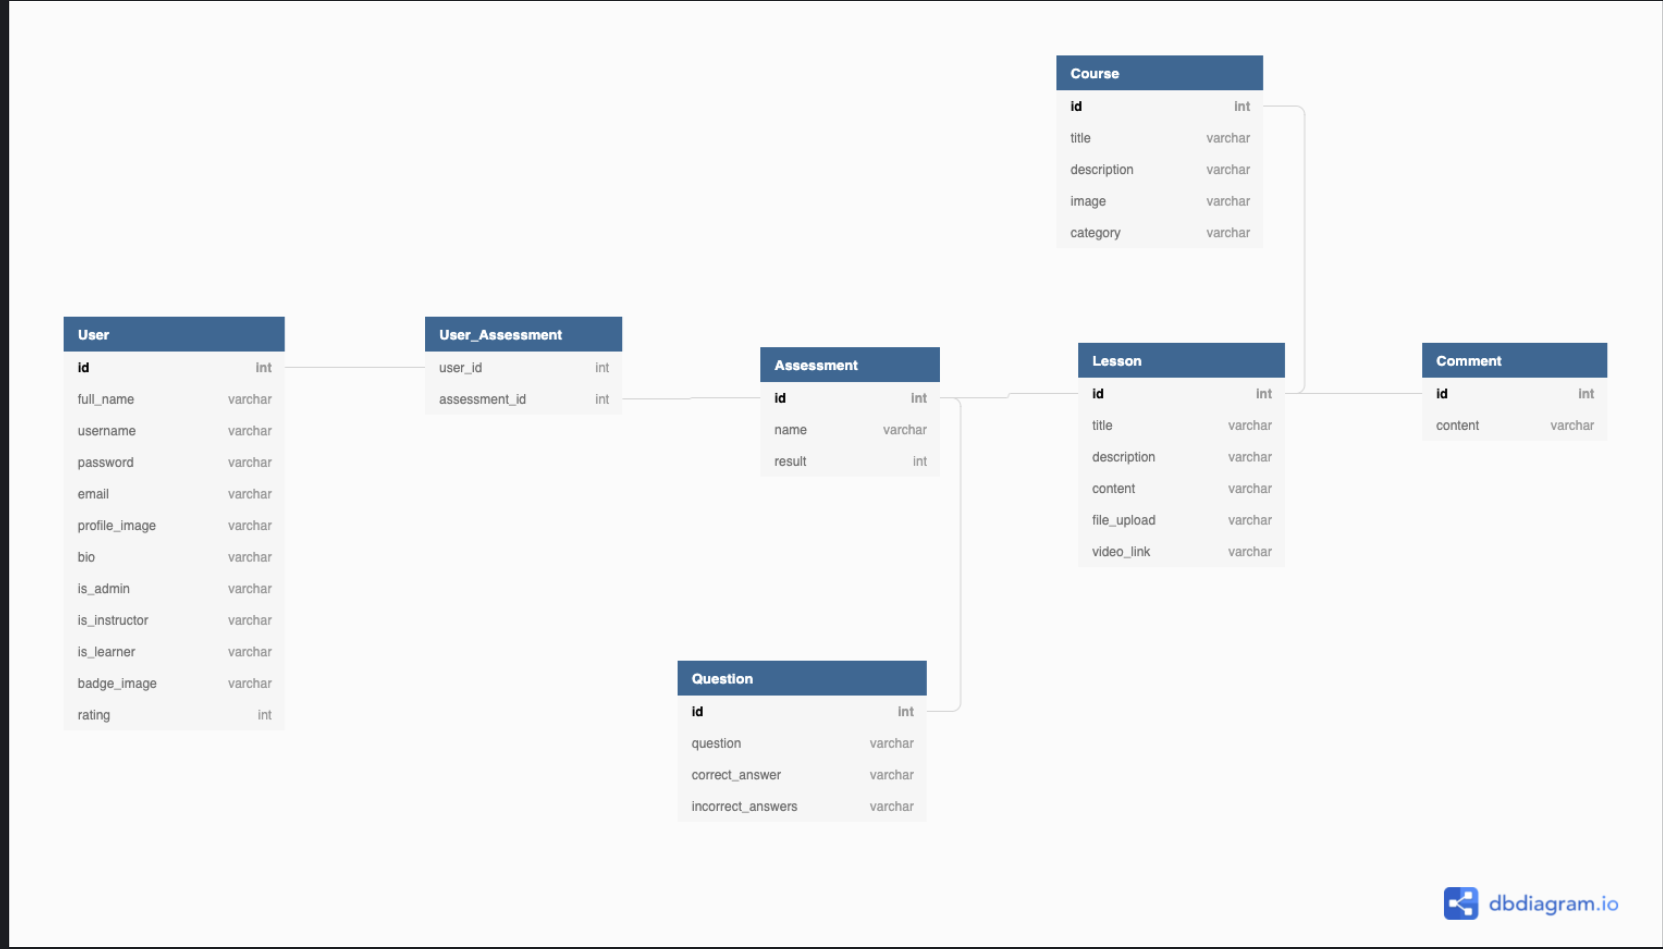 Course
id int
title varchar
description varchar
image varchar
category varchar
User
id int
full_name varchar
username varchar
password varchar
email varchar
profile_image varchar
bio varchar
is_admin varchar
is_instructor varchar
is_learner varchar
badge_image varchar
rating int
User_Assessment
user_id int
assessment_id int
Assessment
id int
name varchar
result int
Lesson
id int
title varchar
description varchar
content varchar
file_upload varchar
video_link varchar
Comment
id int
content varchar
Question
id int
question varchar
correct_answer varchar
incorrect_answers varchar
dbdiagram.io